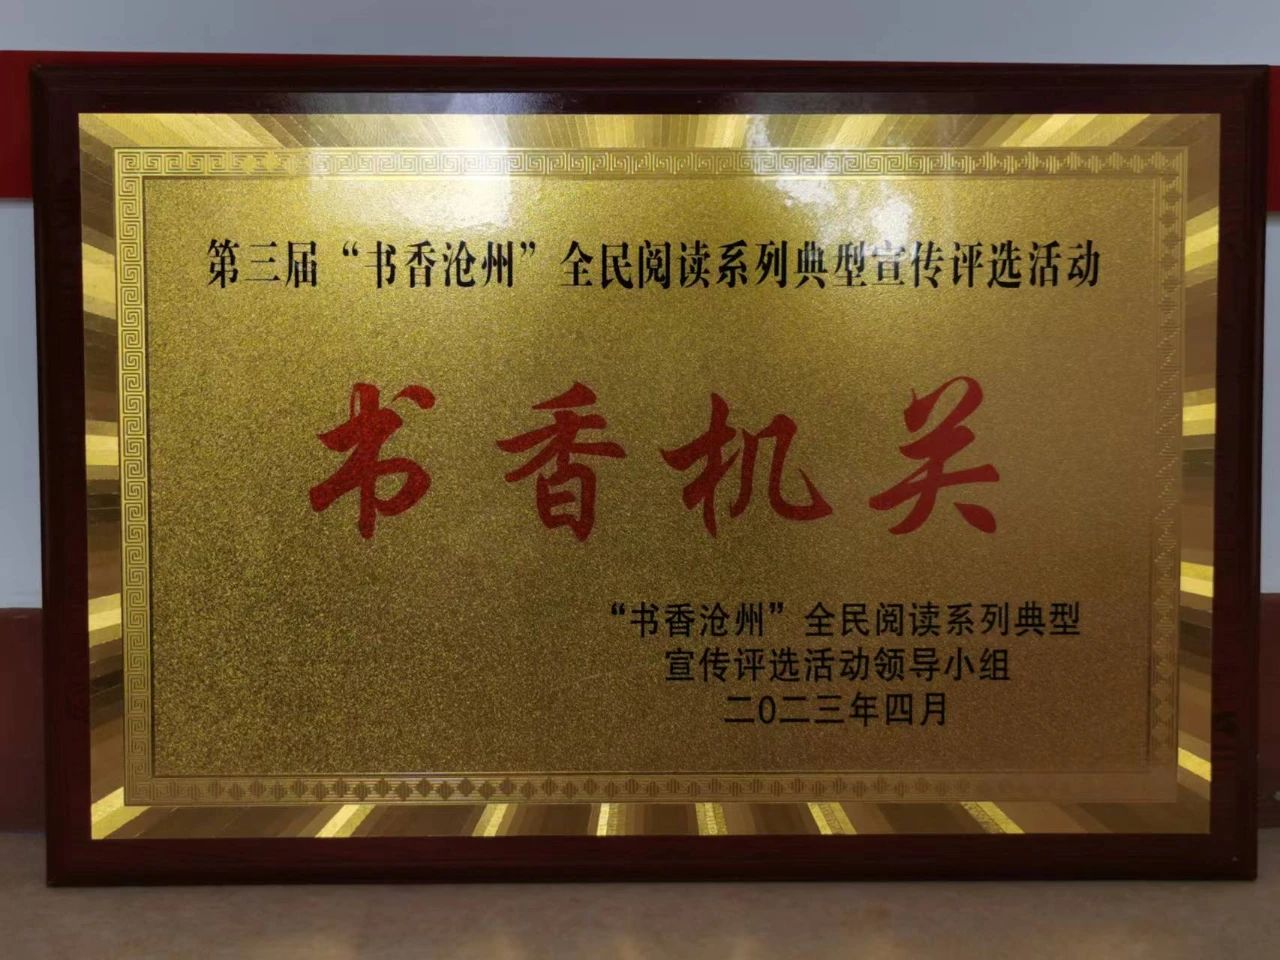 第三届“书香沧州”全民阅读系列典型宣传评选活动
书香机关
“书香沧州”全民阅读系列典型
宣传评选活动领导小组
二〇二三年四月